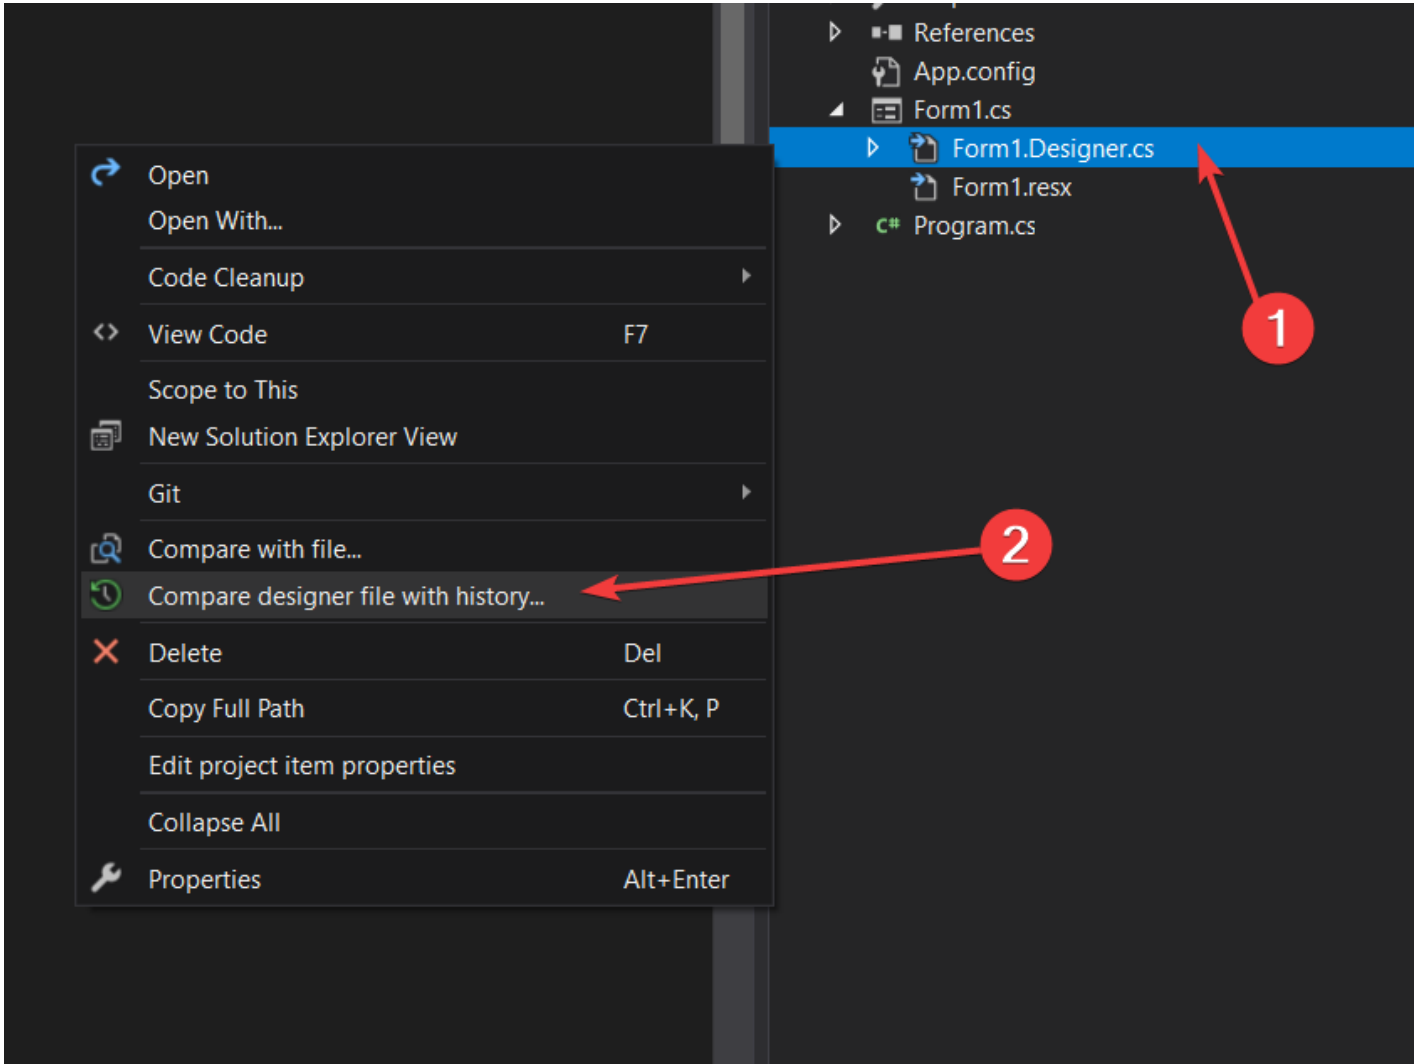 References
App.config
Form1.cs
Form1.Designer.cs
Form1.resx
C# Program.cs
1
Open
Open With...
Code Cleanup
View Code F7
Scope to This
New Solution Explorer View
Git
Compare with file...
2
Compare designer file with history...
Delete Del
Copy Full Path Ctrl+K, P
Edit project item properties
Collapse All
Properties Alt+Enter